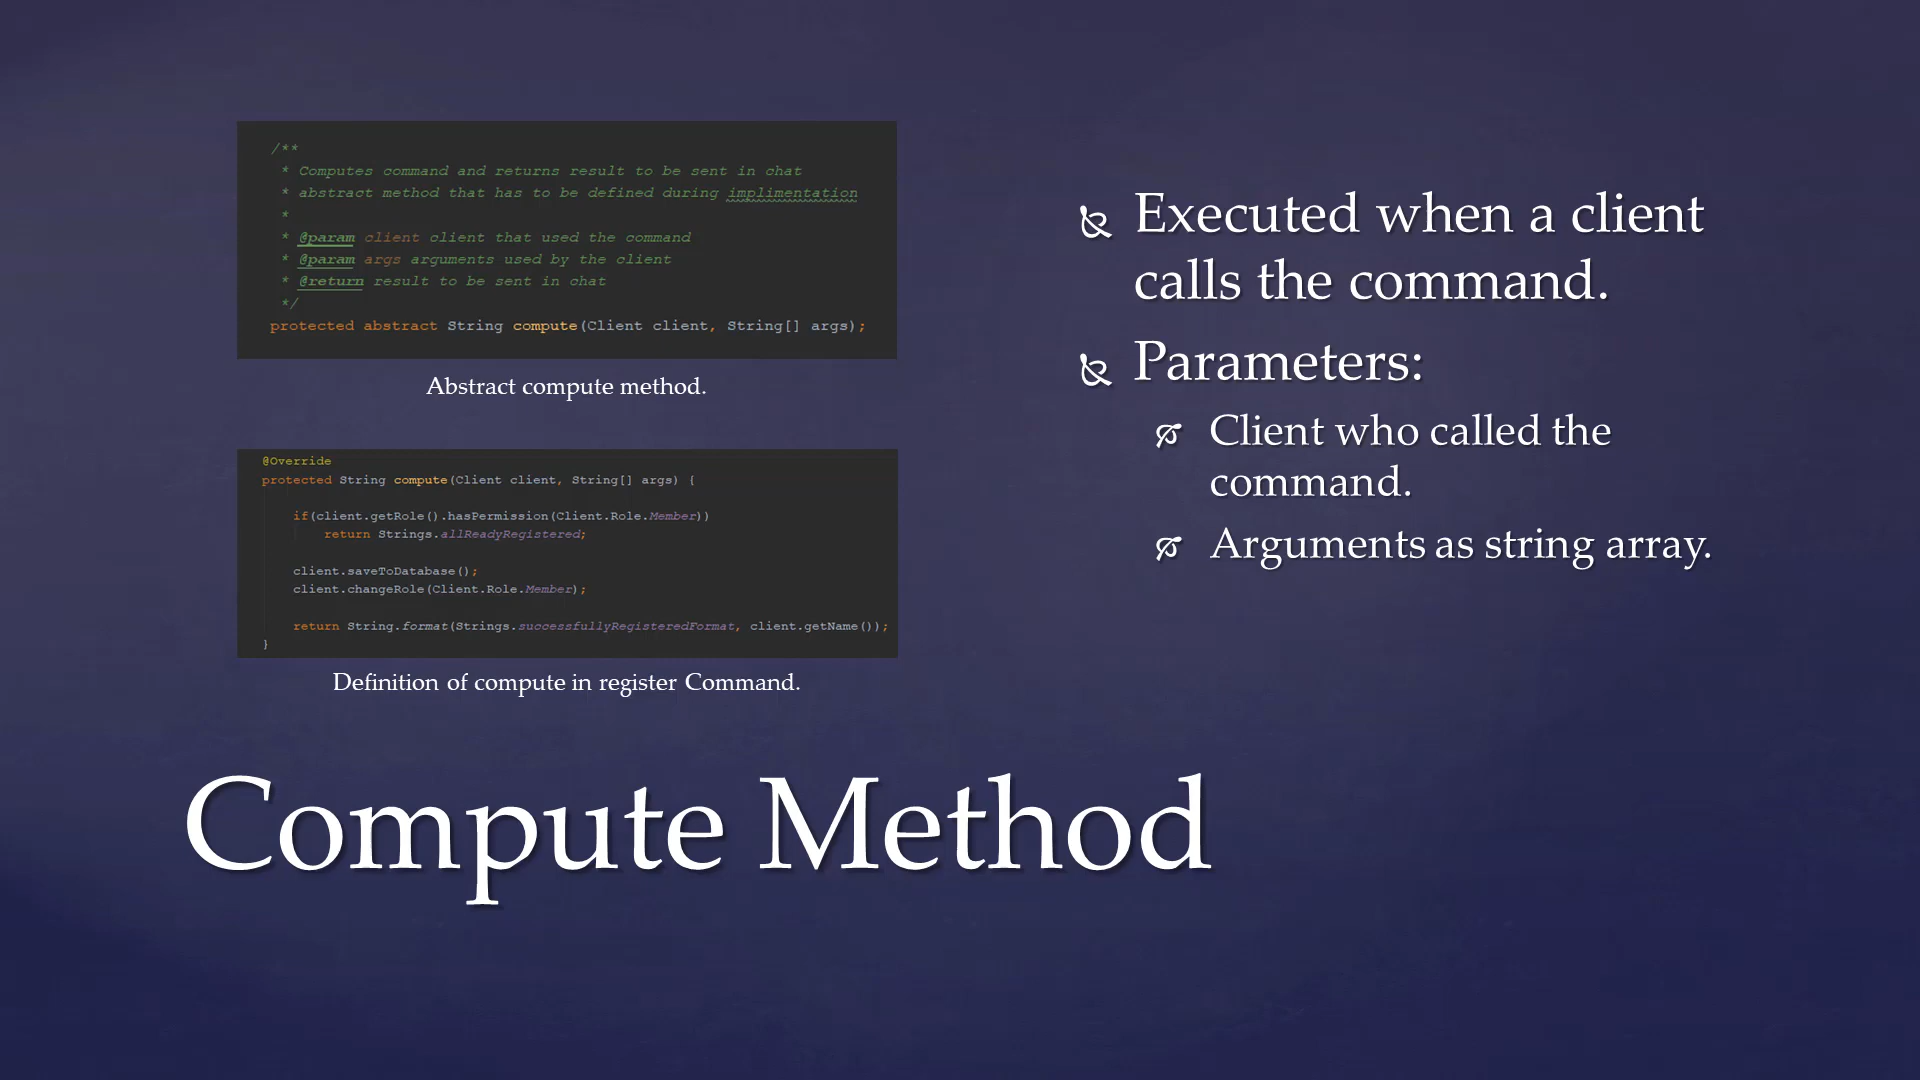 /**
* Computes command and returns result to be sent in chat
* abstract method that has to be defined during implimentation
*
* @param client client that used the command
* @param args arguments used by the client
* @return result to be sent in chat
*/
protected abstract String compute(Client client, String[] args);
Abstract compute method.
@Override
protected String compute(Client client, String[] args) {
if(client.getRole().hasPermission(Client.Role.Member))
return Strings.allReadyRegistered;
client.saveToDatabase();
client.changeRole(Client.Role.Member);
return String.format(Strings.successfullyRegisteredFormat, client.getName());
}
Definition of compute in register Command.
Executed when a client
calls the command.
Parameters:
Client who called the
command.
Arguments as string array.
Compute Method